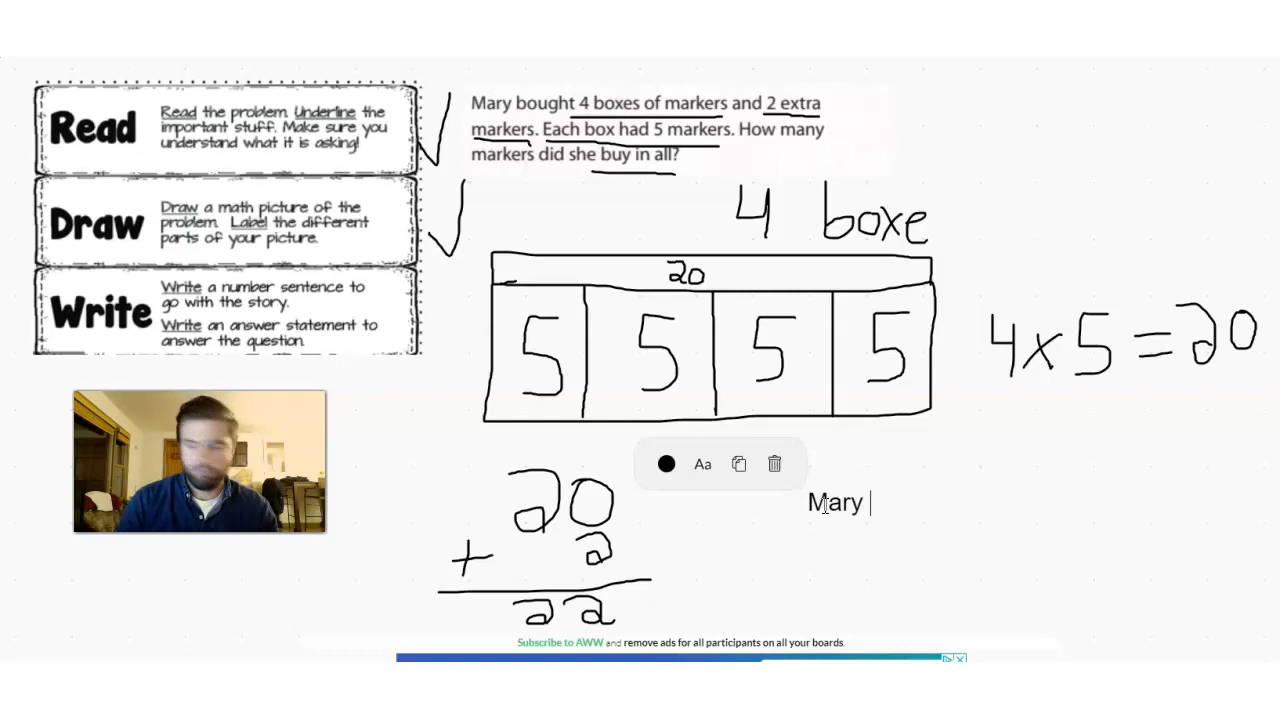 Read
Read the problem. Underline the
important stuff. Make sure you
understand what it is asking!
Draw
Draw a math picture of the
problem. Label the different
parts of your picture.
Write
Write a number sentence to
go with the story.
Write an answer statement to
answer the question.
Mary bought 4 boxes of markers and 2 extra
markers. Each box had 5 markers. How many
markers did she buy in all?
4 boxe
20
5 5 5 5
4x5=20
Aa
20
+ 2
22
Mary
Subscribe to AWW and remove ads for all participants on all your boards.